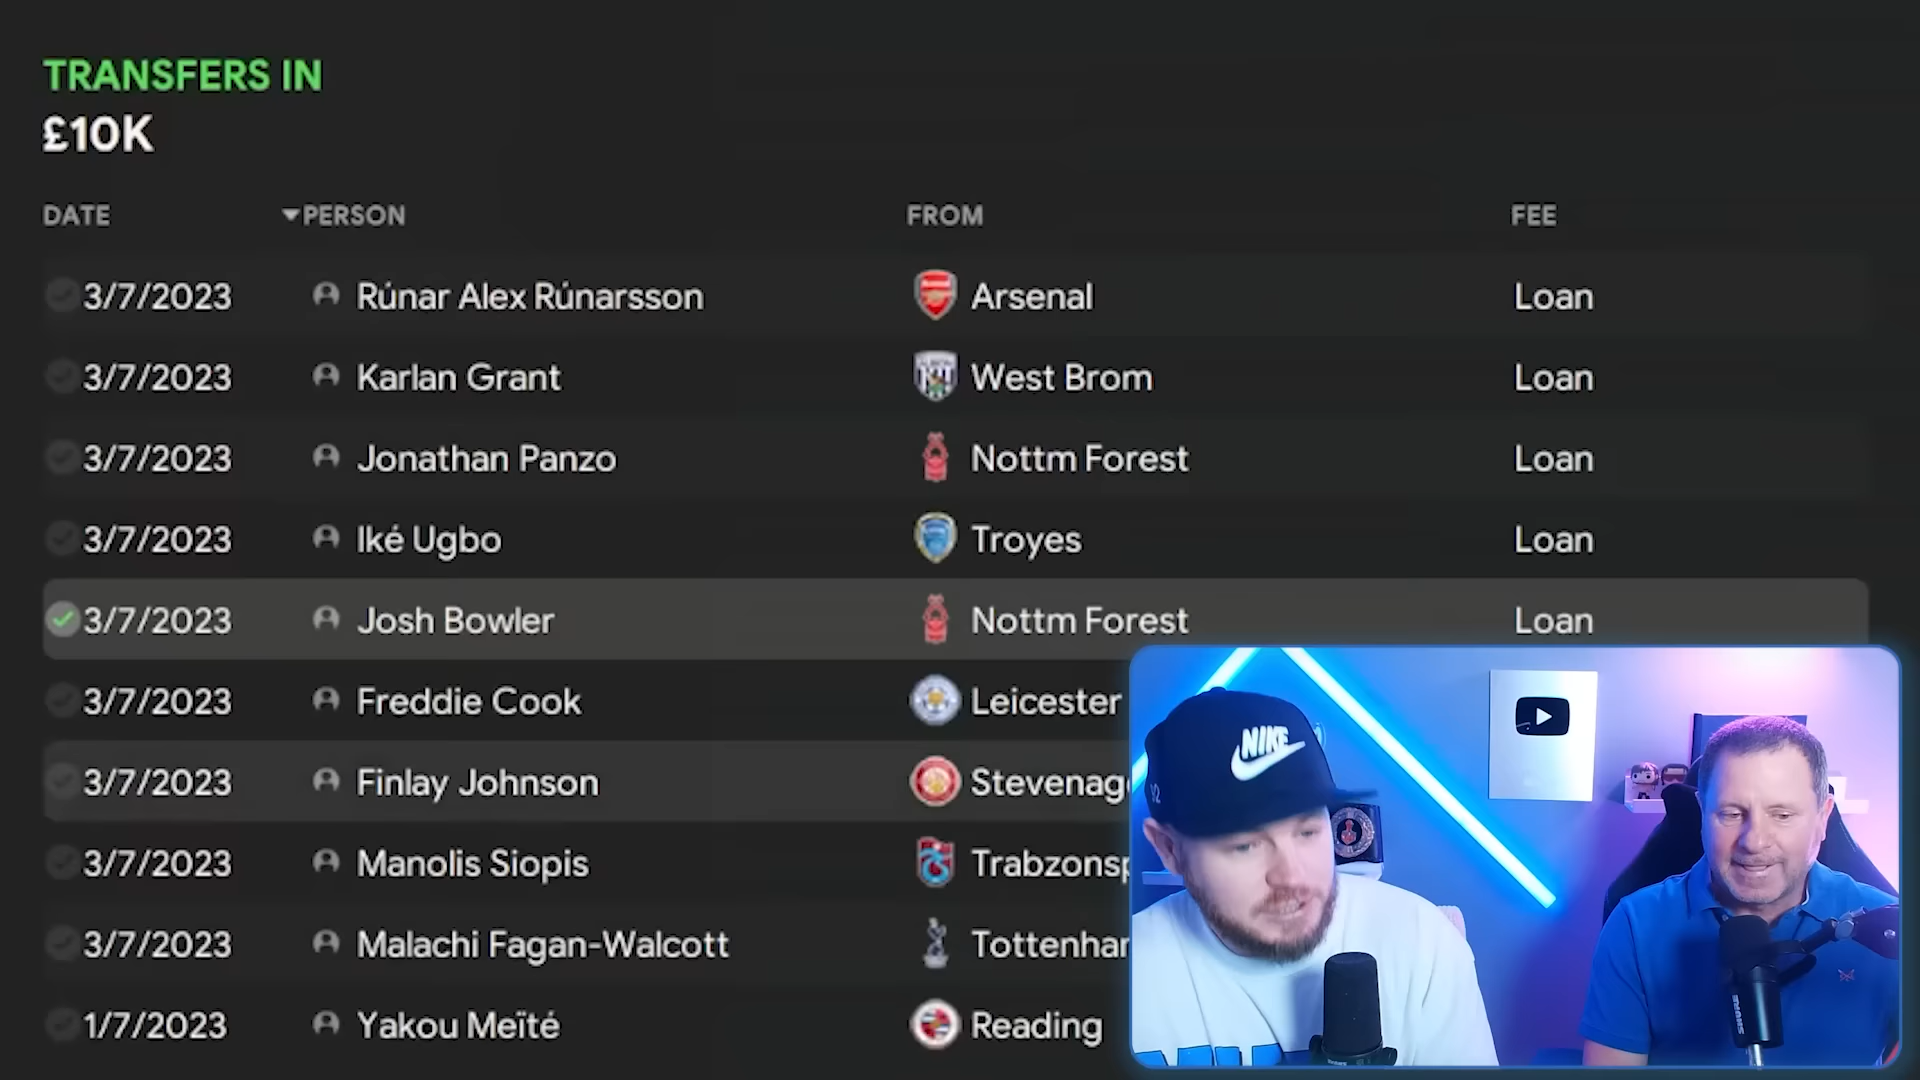 TRANSFERS IN
£10K
DATE PERSON FROM FEE
3/7/2023 Rúnar Alex Rúnarsson Arsenal Loan
3/7/2023 Karlan Grant West Brom Loan
3/7/2023 Jonathan Panzo Nottm Forest Loan
3/7/2023 Iké Ugbo Troyes Loan
3/7/2023 Josh Bowler Nottm Forest Loan
3/7/2023 Freddie Cook Leicester
3/7/2023 Finlay Johnson Stevenag
3/7/2023 Manolis Siopis Trabzonsp
3/7/2023 Malachi Fagan-Walcott Tottenha
1/7/2023 Yakou Meïté Reading
NIKE